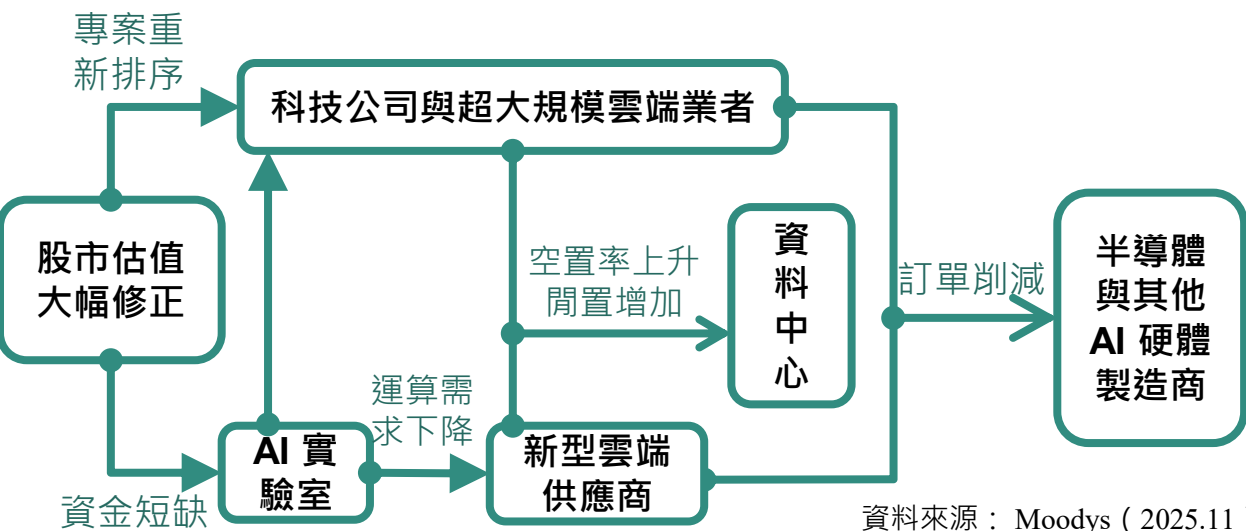 專案重
新排序
科技公司與超大規模雲端業者
股市估值
大幅修正
空置率上升
閒置增加
資
料
中
心
訂單削減
半導體
與其他
AI 硬體
製造商
運算需
求下降
AI 實
驗室
新型雲端
供應商
資金短缺
資料來源： Moodys（2025.11